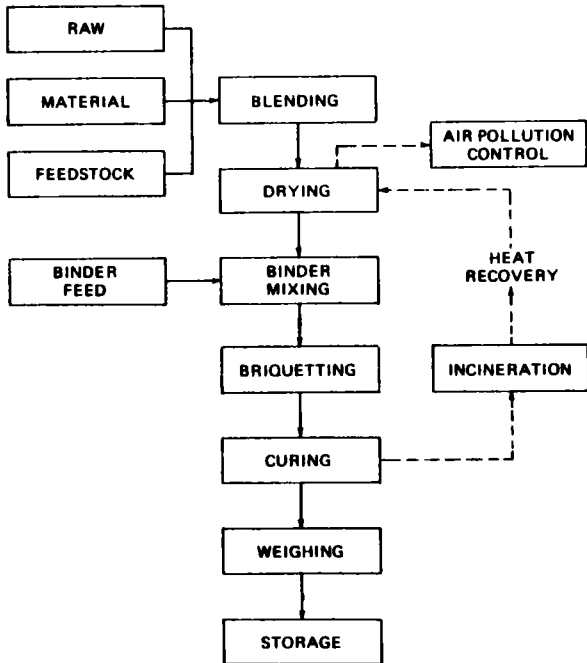 RAW
MATERIAL
FEEDSTOCK
BLENDING
AIR POLLUTION
CONTROL
DRYING
BINDER
FEED
BINDER
MIXING
HEAT
RECOVERY
BRIQUETTING
INCINERATION
CURING
WEIGHING
STORAGE